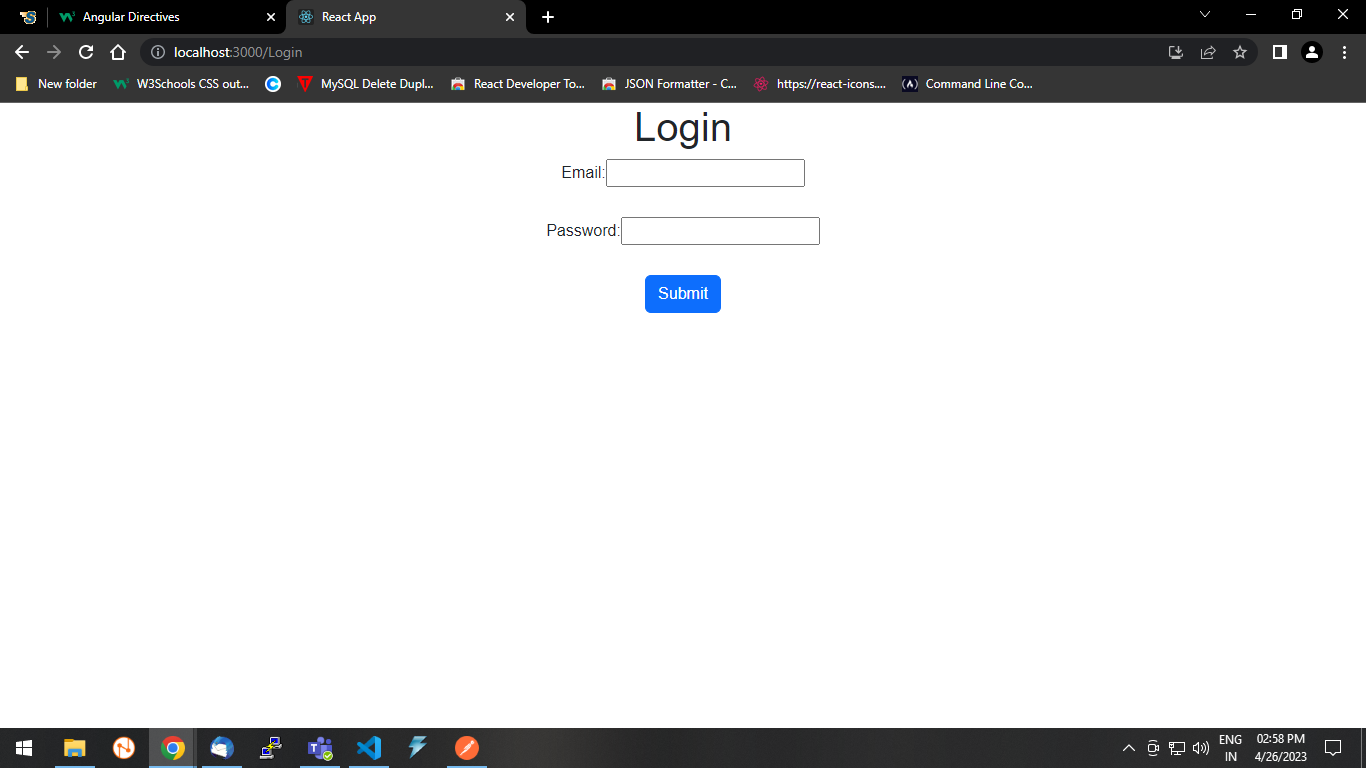 Angular Directives
React App
localhost:3000/Login
New folder
W3Schools CSS out...
MySQL Delete Dupl...
React Developer To...
JSON Formatter - C...
https://react-icons....
Command Line Co...
Login
Email:
Password:
Submit
ENG
IN
02:58 PM
4/26/2023